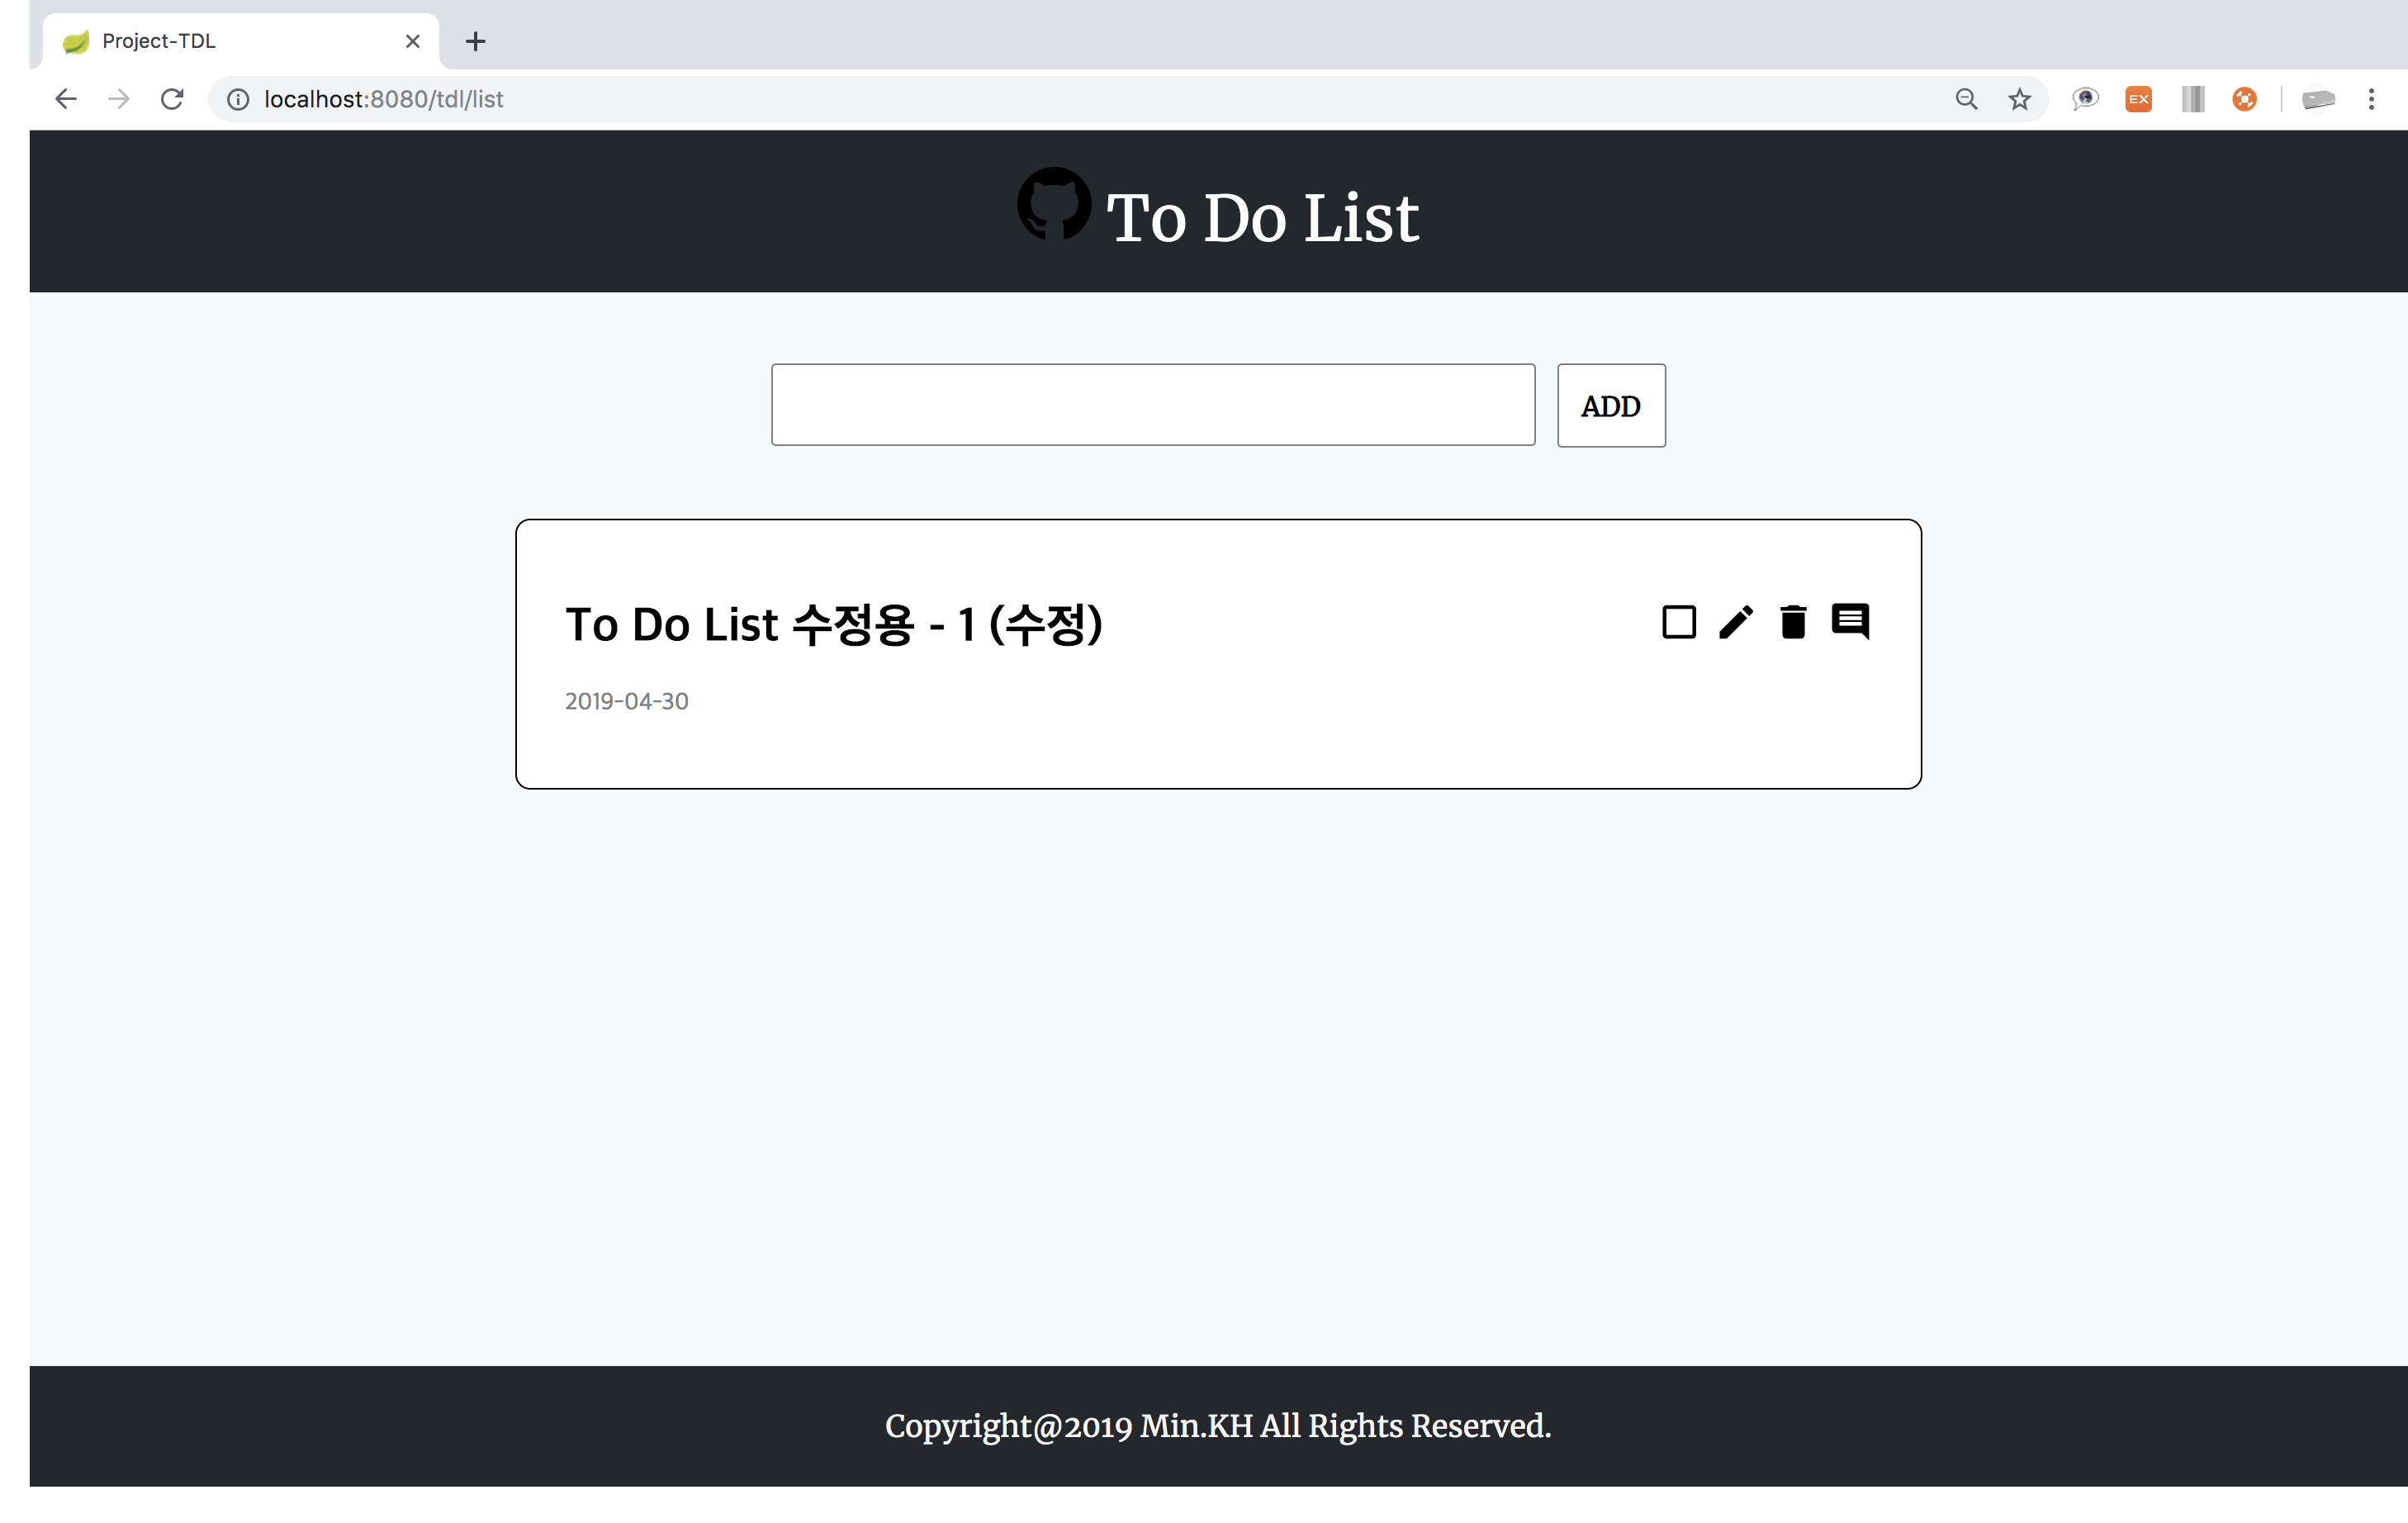 Project-TDL
localhost:8080/tdl/list
EX
To Do List
ADD
To Do List 수정용 - 1 (수정)
2019-04-30
Copyright@2019 Min.KH All Rights Reserved.